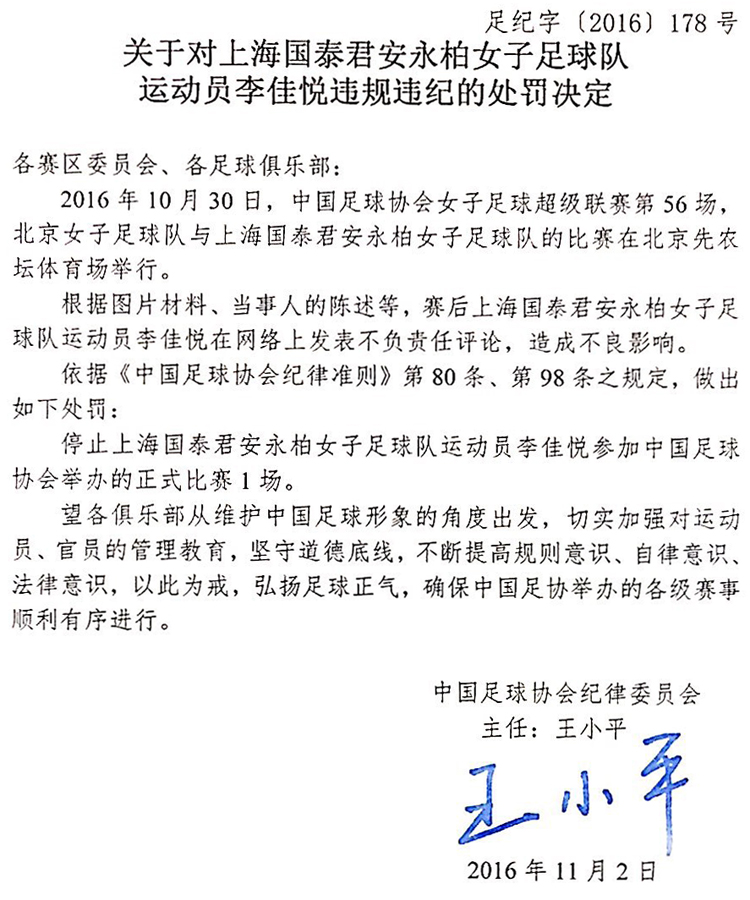 足纪字〔2016〕178 号
关于对上海国泰君安永柏女子足球队
运动员李佳悦违规违纪的处罚决定
各赛区委员会、各足球俱乐部：
2016 年 10 月 30 日，中国足球协会女子足球超级联赛第 56 场，
北京女子足球队与上海国泰君安永柏女子足球队的比赛在北京先农
坛体育场举行。
根据图片材料、当事人的陈述等，赛后上海国泰君安永柏女子足
球队运动员李佳悦在网络上发表不负责任评论，造成不良影响。
依据《中国足球协会纪律准则》第 80 条、第 98 条之规定，做出
如下处罚：
停止上海国泰君安永柏女子足球队运动员李佳悦参加中国足球
协会举办的正式比赛 1 场。
望各俱乐部从维护中国足球形象的角度出发，切实加强对运动
员、官员的管理教育，坚守道德底线，不断提高规则意识、自律意识、
法律意识，以此为戒，弘扬足球正气，确保中国足协举办的各级赛事
顺利有序进行。
中国足球协会纪律委员会
主任：王小平
王小平
2016 年 11 月 2 日